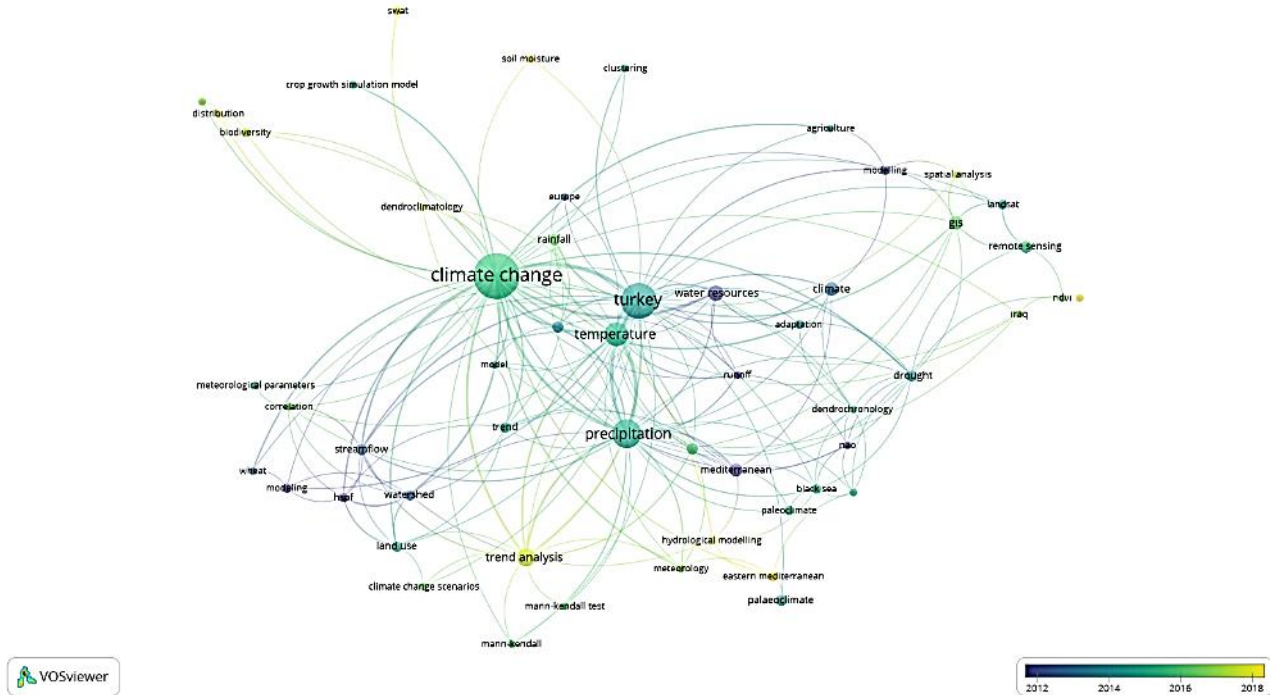 swat
soil moisture
clustering
crop growth simulation model
distribution
biodiversity
agriculture
modelling
spatial analysis
dendroclimatology
europe
landsat
gis
rainfall
remote sensing
climate change
turkey
water resources
climate
ndvi
iraq
temperature
adaptation
model
runoff
drought
meteorological parameters
correlation
dendrochronology
trend
precipitation
streamflow
nao
wheat
mediterranean
modeling
hspf
watershed
black sea
paleoclimate
land use
trend analysis
hydrological modelling
meteorology
eastern mediterranean
climate change scenarios
palaeoclimate
mann-kendall test
mann-kendall
VOSviewer
2012 2014 2016 2018